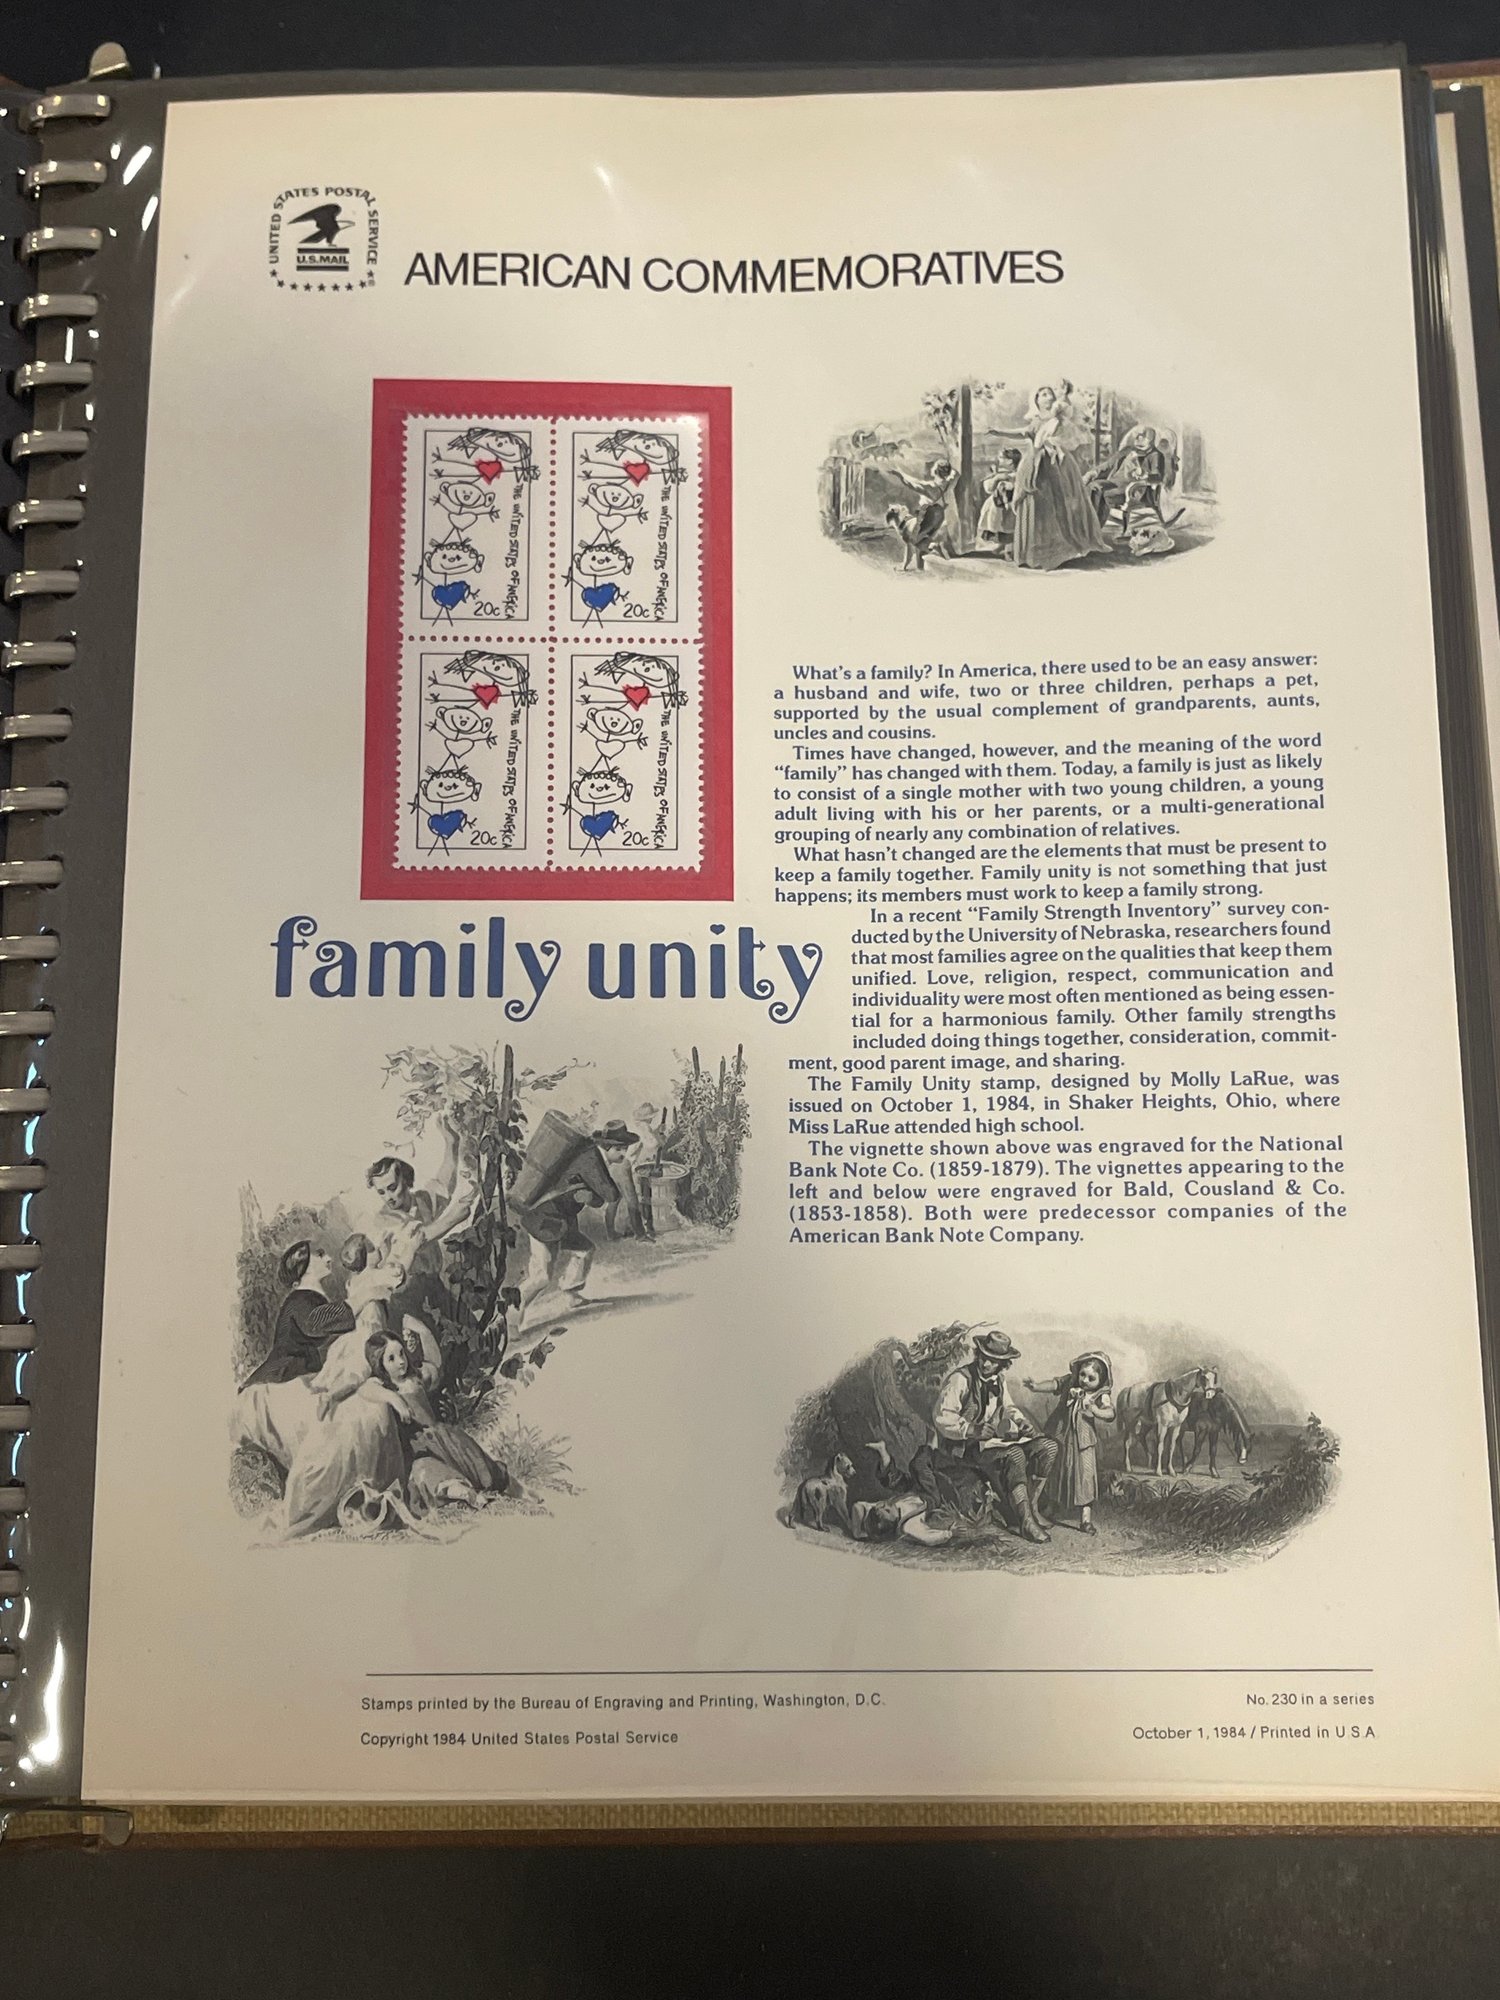 UNITED STATES POSTAL SERVICE
U.S.MAIL
AMERICAN COMMEMORATIVES
THE UNITED STATES OF AMERICA
20c
THE UNITED STATES OF AMERICA
20c
THE UNITED STATES OF AMERICA
20c
THE UNITED STATES OF AMERICA
20c
family unity
What's a family? In America, there used to be an easy answer:
a husband and wife, two or three children, perhaps a pet,
supported by the usual complement of grandparents, aunts,
uncles and cousins.
Times have changed, however, and the meaning of the word
“family” has changed with them. Today, a family is just as likely
to consist of a single mother with two young children, a young
adult living with his or her parents, or a multi-generational
grouping of nearly any combination of relatives.
What hasn't changed are the elements that must be present to
keep a family together. Family unity is not something that just
happens; its members must work to keep a family strong.
In a recent “Family Strength Inventory” survey con-
ducted by the University of Nebraska, researchers found
that most families agree on the qualities that keep them
unified. Love, religion, respect, communication and
individuality were most often mentioned as being essen-
tial for a harmonious family. Other family strengths
included doing things together, consideration, commit-
ment, good parent image, and sharing.
The Family Unity stamp, designed by Molly LaRue, was
issued on October 1, 1984, in Shaker Heights, Ohio, where
Miss LaRue attended high school.
The vignette shown above was engraved for the National
Bank Note Co. (1859-1879). The vignettes appearing to the
left and below were engraved for Bald, Cousland & Co.
(1853-1858). Both were predecessor companies of the
American Bank Note Company.
Stamps printed by the Bureau of Engraving and Printing, Washington, D.C.
No. 230 in a series
Copyright 1984 United States Postal Service
October 1, 1984 / Printed in U S A